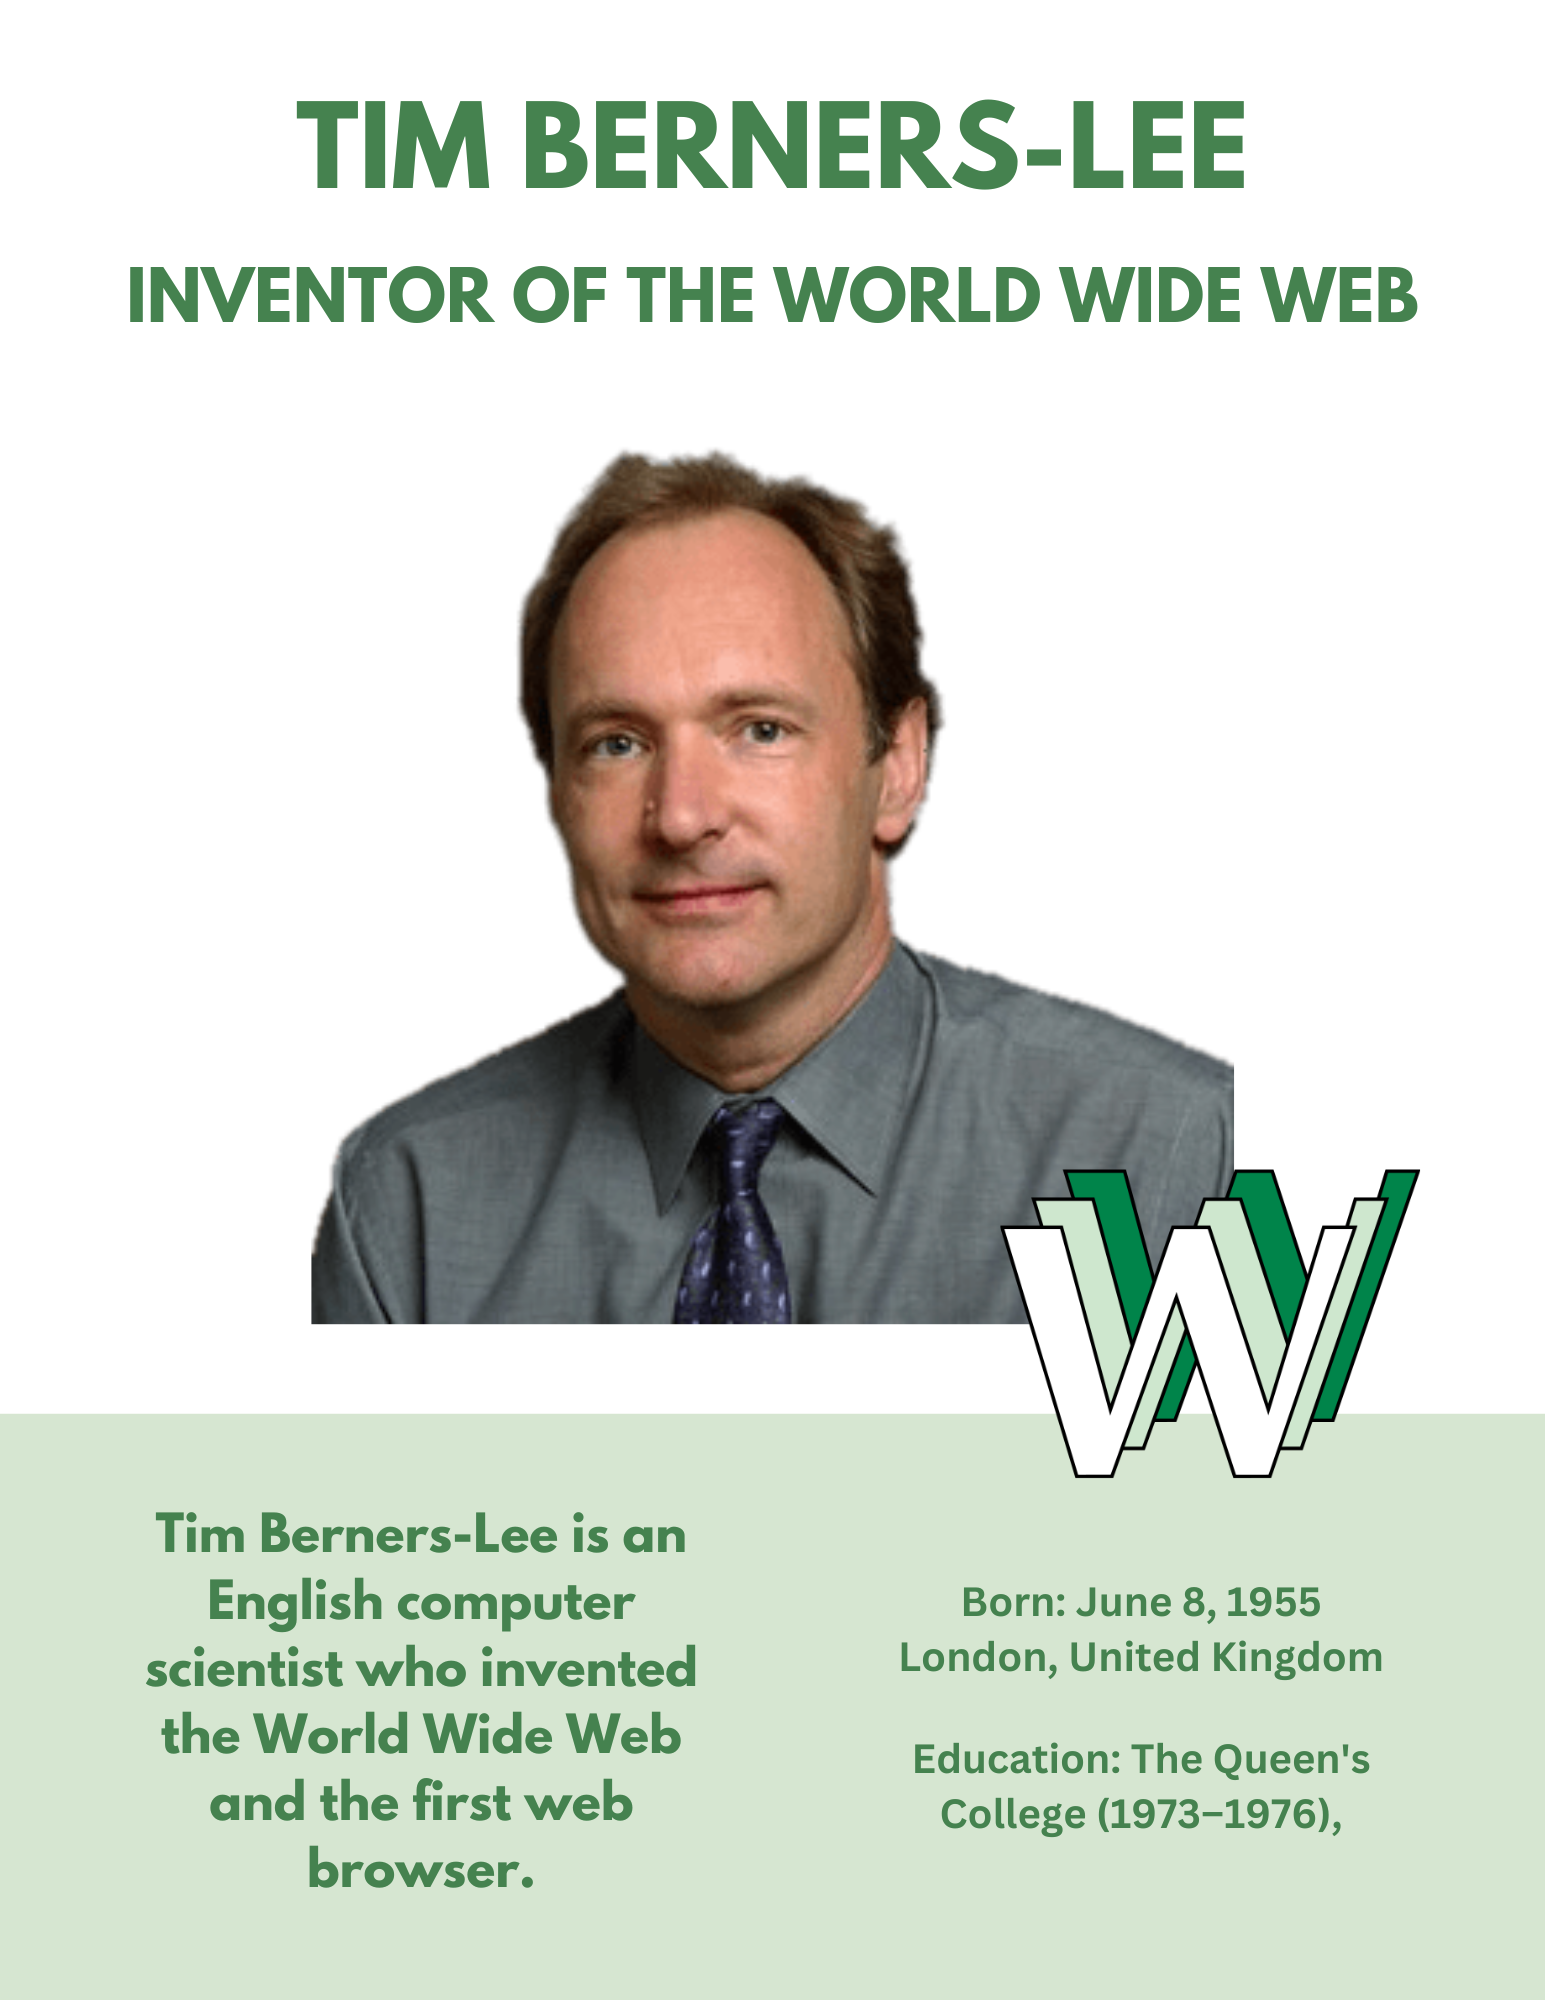 TIM BERNERS-LEE
INVENTOR OF THE WORLD WIDE WEB
WWW
Tim Berners-Lee is an
English computer
scientist who invented
the World Wide Web
and the first web
browser.
Born: June 8, 1955
London, United Kingdom
Education: The Queen's
College (1973–1976),